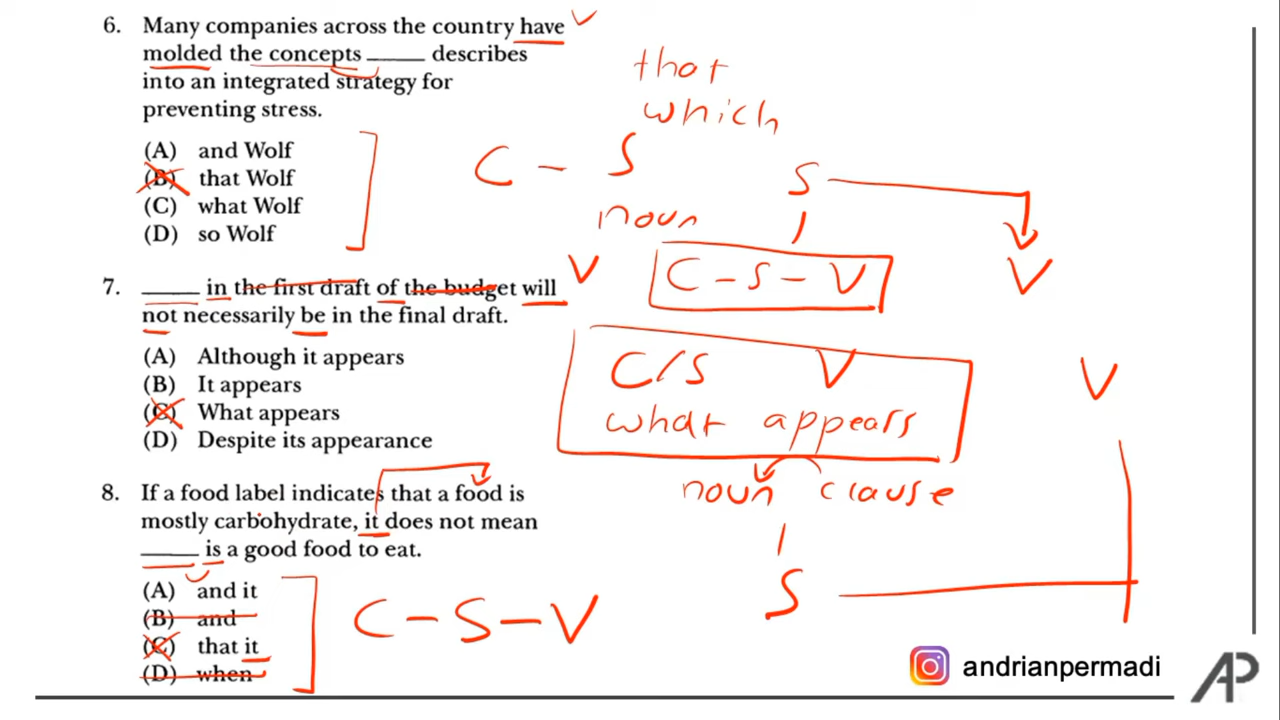 6. Many companies across the country have
molded the concepts ____ describes
into an integrated strategy for
preventing stress.
(A) and Wolf
(B) that Wolf
(C) what Wolf
(D) so Wolf
that
which
C - S
noun
S
V
C - S - V
7. ____ in the first draft of the budget will
not necessarily be in the final draft.
(A) Although it appears
(B) It appears
(C) What appears
(D) Despite its appearance
V
C/S V
what appears
noun clause
S
V
8. If a food label indicates that a food is
mostly carbohydrate, it does not mean
____ is a good food to eat.
(A) and it
(B) and
(C) that it
(D) when
C - S - V
andrianpermadi
AP